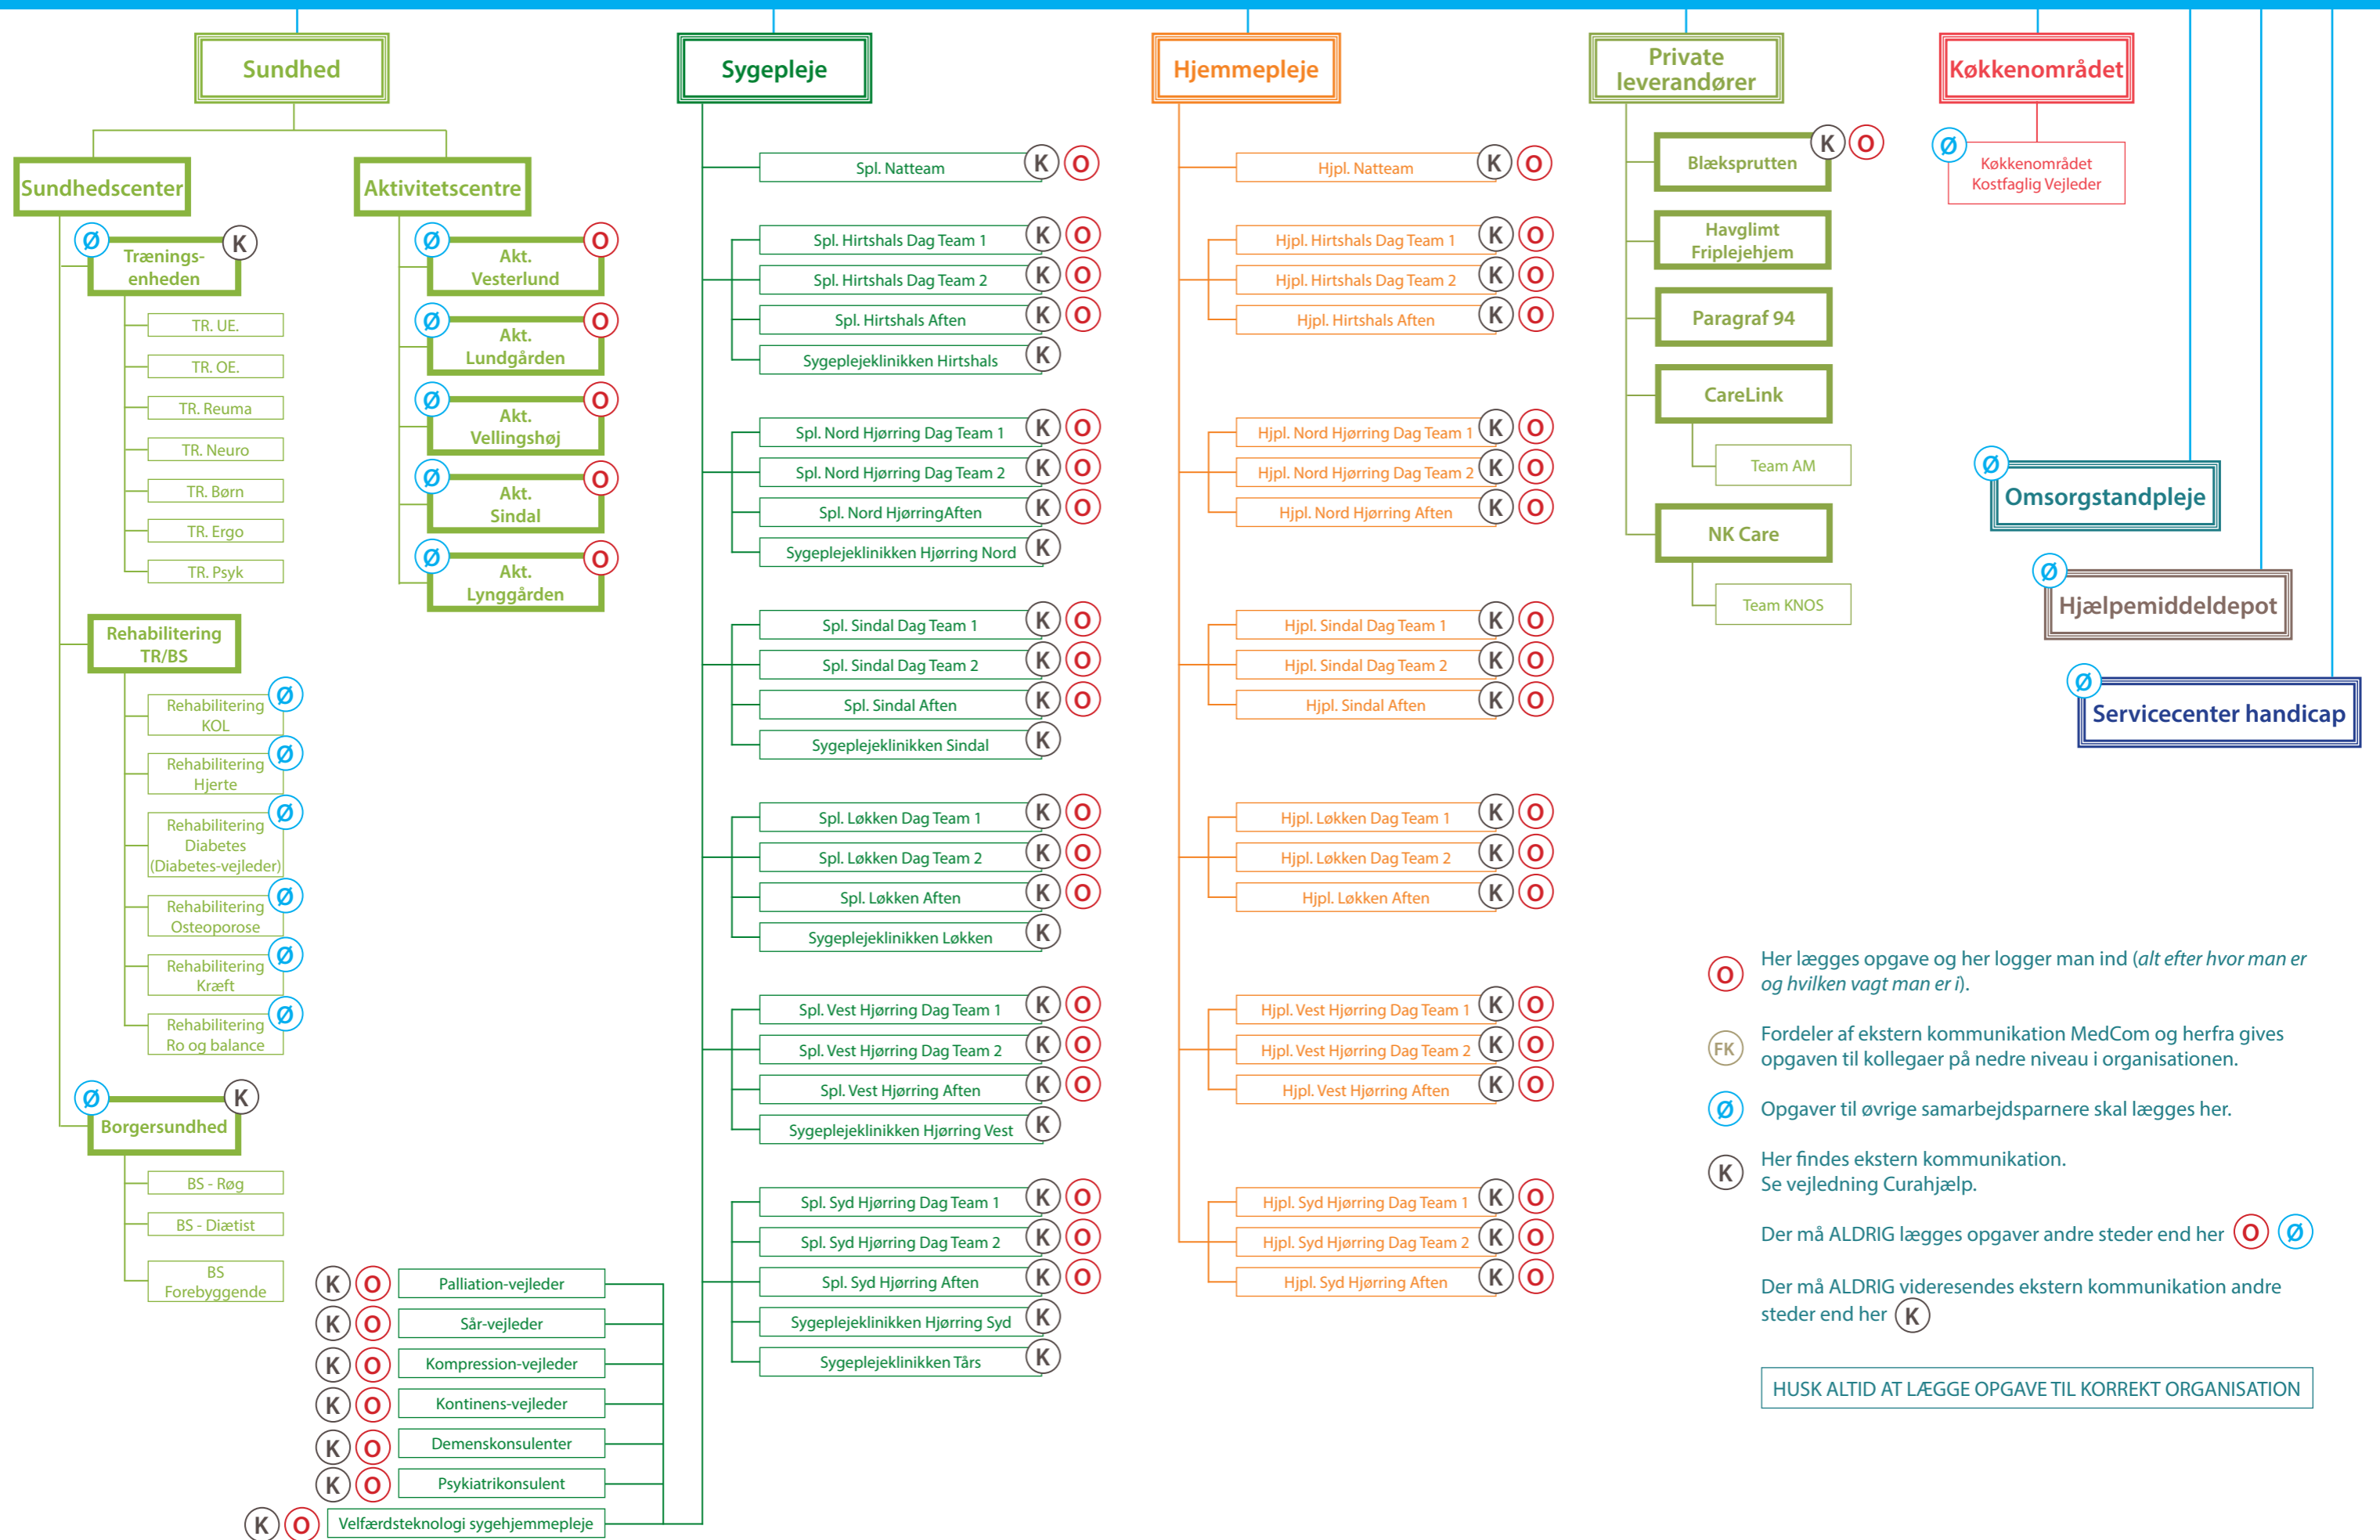 Sundhed
Sundhedscenter
Ø
K
Trænings-
enheden
TR. UE.
TR. OE.
TR. Reuma
TR. Neuro
TR. Børn
TR. Ergo
TR. Psyk
Rehabilitering
TR/BS
Ø
Rehabilitering
KOL
Ø
Rehabilitering
Hjerte
Ø
Rehabilitering
Diabetes
(Diabetes-vejleder)
Ø
Rehabilitering
Osteoporose
Ø
Rehabilitering
Kræft
Ø
Rehabilitering
Ro og balance
Ø
K
Borgersundhed
BS - Røg
BS - Diætist
BS
Forebyggende
Aktivitetscentre
Ø
O
Akt.
Vesterlund
Ø
O
Akt.
Lundgården
Ø
O
Akt.
Vellingshøj
Ø
O
Akt.
Sindal
Ø
O
Akt.
Lynggården
Sygepleje
Spl. Natteam K O
Spl. Hirtshals Dag Team 1 K O
Spl. Hirtshals Dag Team 2 K O
Spl. Hirtshals Aften K O
Sygeplejeklinikken Hirtshals K
Spl. Nord Hjørring Dag Team 1 K O
Spl. Nord Hjørring Dag Team 2 K O
Spl. Nord HjørringAften K O
Sygeplejeklinikken Hjørring Nord K
Spl. Sindal Dag Team 1 K O
Spl. Sindal Dag Team 2 K O
Spl. Sindal Aften K O
Sygeplejeklinikken Sindal K
Spl. Løkken Dag Team 1 K O
Spl. Løkken Dag Team 2 K O
Spl. Løkken Aften K O
Sygeplejeklinikken Løkken K
Spl. Vest Hjørring Dag Team 1 K O
Spl. Vest Hjørring Dag Team 2 K O
Spl. Vest Hjørring Aften K O
Sygeplejeklinikken Hjørring Vest K
Spl. Syd Hjørring Dag Team 1 K O
Spl. Syd Hjørring Dag Team 2 K O
Spl. Syd Hjørring Aften K O
Sygeplejeklinikken Hjørring Syd K
Sygeplejeklinikken Tårs K
K O Palliation-vejleder
K O Sår-vejleder
K O Kompression-vejleder
K O Kontinens-vejleder
K O Demenskonsulenter
K O Psykiatrikonsulent
K O Velfærdsteknologi sygehjemmepleje
Hjemmepleje
Hjpl. Natteam K O
Hjpl. Hirtshals Dag Team 1 K O
Hjpl. Hirtshals Dag Team 2 K O
Hjpl. Hirtshals Aften K O
Hjpl. Nord Hjørring Dag Team 1 K O
Hjpl. Nord Hjørring Dag Team 2 K O
Hjpl. Nord Hjørring Aften K O
Hjpl. Sindal Dag Team 1 K O
Hjpl. Sindal Dag Team 2 K O
Hjpl. Sindal Aften K O
Hjpl. Løkken Dag Team 1 K O
Hjpl. Løkken Dag Team 2 K O
Hjpl. Løkken Aften K O
Hjpl. Vest Hjørring Dag Team 1 K O
Hjpl. Vest Hjørring Dag Team 2 K O
Hjpl. Vest Hjørring Aften K O
Hjpl. Syd Hjørring Dag Team 1 K O
Hjpl. Syd Hjørring Dag Team 2 K O
Hjpl. Syd Hjørring Aften K O
Private
leverandører
K O
Blæksprutten
Havglimt
Friplejehjem
Paragraf 94
CareLink
Team AM
NK Care
Team KNOS
Køkkenområdet
Ø
Køkkenområdet
Kostfaglig Vejleder
Ø
Omsorgstandpleje
Ø
Hjælpemiddeldepot
Ø
Servicecenter handicap
O
Her lægges opgave og her logger man ind (alt efter hvor man er
og hvilken vagt man er i).
FK
Fordeler af ekstern kommunikation MedCom og herfra gives
opgaven til kollegaer på nedre niveau i organisationen.
Ø Opgaver til øvrige samarbejdsparnere skal lægges her.
K
Her findes ekstern kommunikation.
Se vejledning Curahjælp.
Der må ALDRIG lægges opgaver andre steder end her O Ø
Der må ALDRIG videresendes ekstern kommunikation andre
steder end her K
HUSK ALTID AT LÆGGE OPGAVE TIL KORREKT ORGANISATION